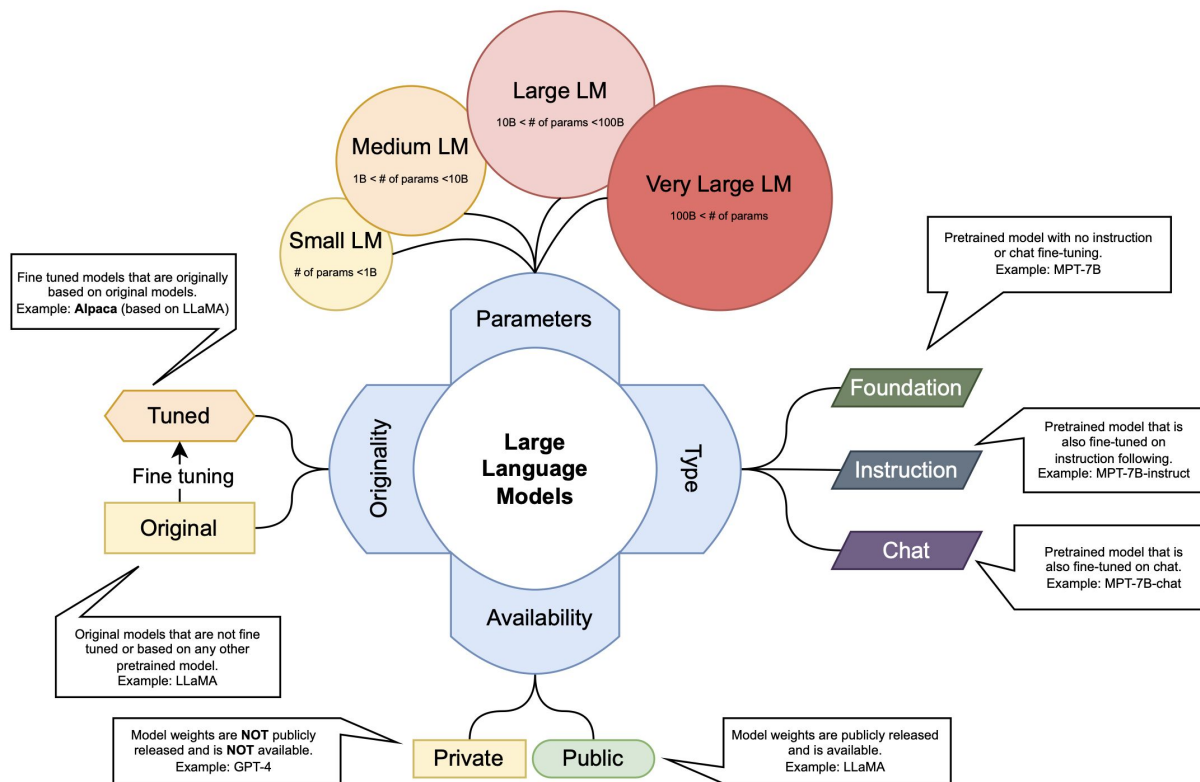 Large LM
10B < # of params <100B
Medium LM
1B < # of params <10B
Very Large LM
100B < # of params
Small LM
# of params <1B
Pretrained model with no instruction
or chat fine-tuning.
Example: MPT-7B
Fine tuned models that are originally
based on original models.
Example: Alpaca (based on LLaMA)
Parameters
Foundation
Tuned
Fine tuning
Original
Originality
Large
Language
Models
Type
Pretrained model that is
also fine-tuned on
instruction following.
Example: MPT-7B-instruct
Instruction
Chat
Pretrained model that is
also fine-tuned on chat.
Example: MPT-7B-chat
Availability
Original models that are not fine
tuned or based on any other
pretrained model.
Example: LLaMA
Model weights are NOT publicly
released and is NOT available.
Example: GPT-4
Private
Public
Model weights are publicly released
and is available.
Example: LLaMA